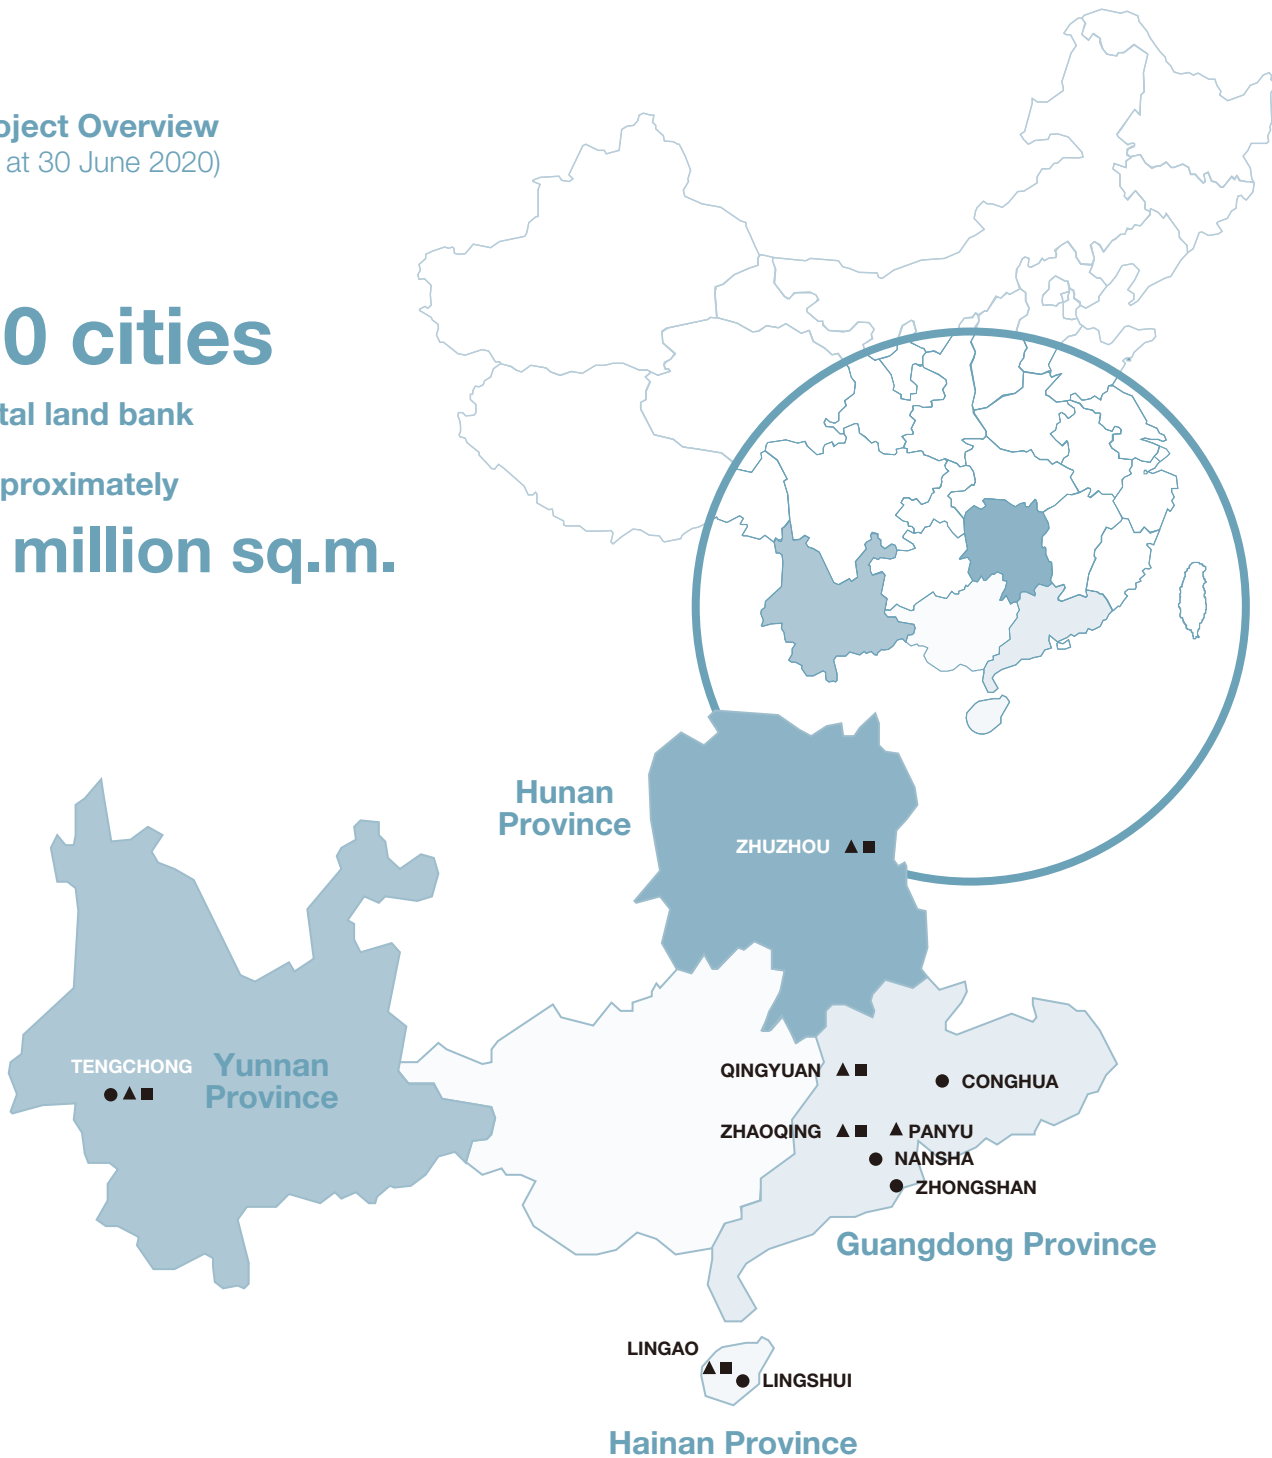 oject Overview
at 30 June 2020)
0 cities
tal land bank
proximately
million sq.m.
Hunan
Province
ZHUZHOU
TENGCHONG
Yunnan
Province
QINGYUAN
CONGHUA
ZHAOQING
PANYU
NANSHA
ZHONGSHAN
Guangdong Province
LINGAO
LINGSHUI
Hainan Province